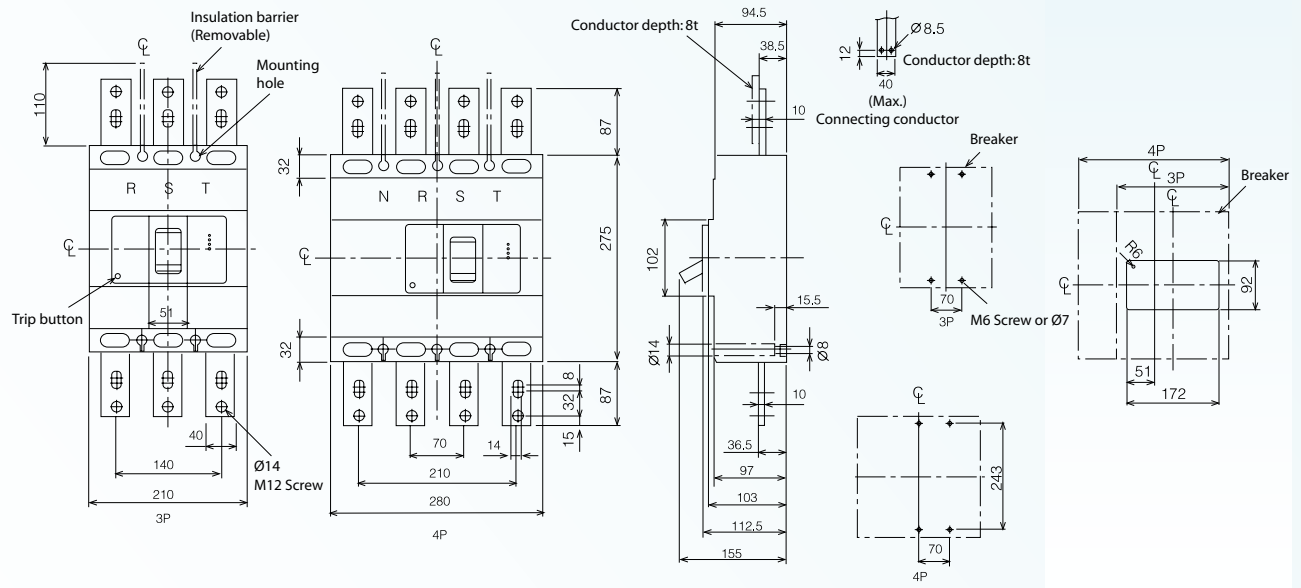 Insulation barrier
(Removable)
℄
Mounting
hole
110
R S T
℄
Trip button
51
40
140
210
3P
Ø14
M12 Screw
℄
32
87
N R S T
275
℄
32
8
32
15
87
70
14
210
280
4P
94.5
Conductor depth: 8t
38.5
10
Connecting conductor
102
15.5
Ø14
Ø8
10
36.5
97
103
112.5
155
12
Ø8.5
Conductor depth: 8t
40
(Max.)
Breaker
℄
70
3P
M6 Screw or Ø7
℄
243
70
4P
4P
℄
3P
℄
Breaker
R6
℄
92
51
172